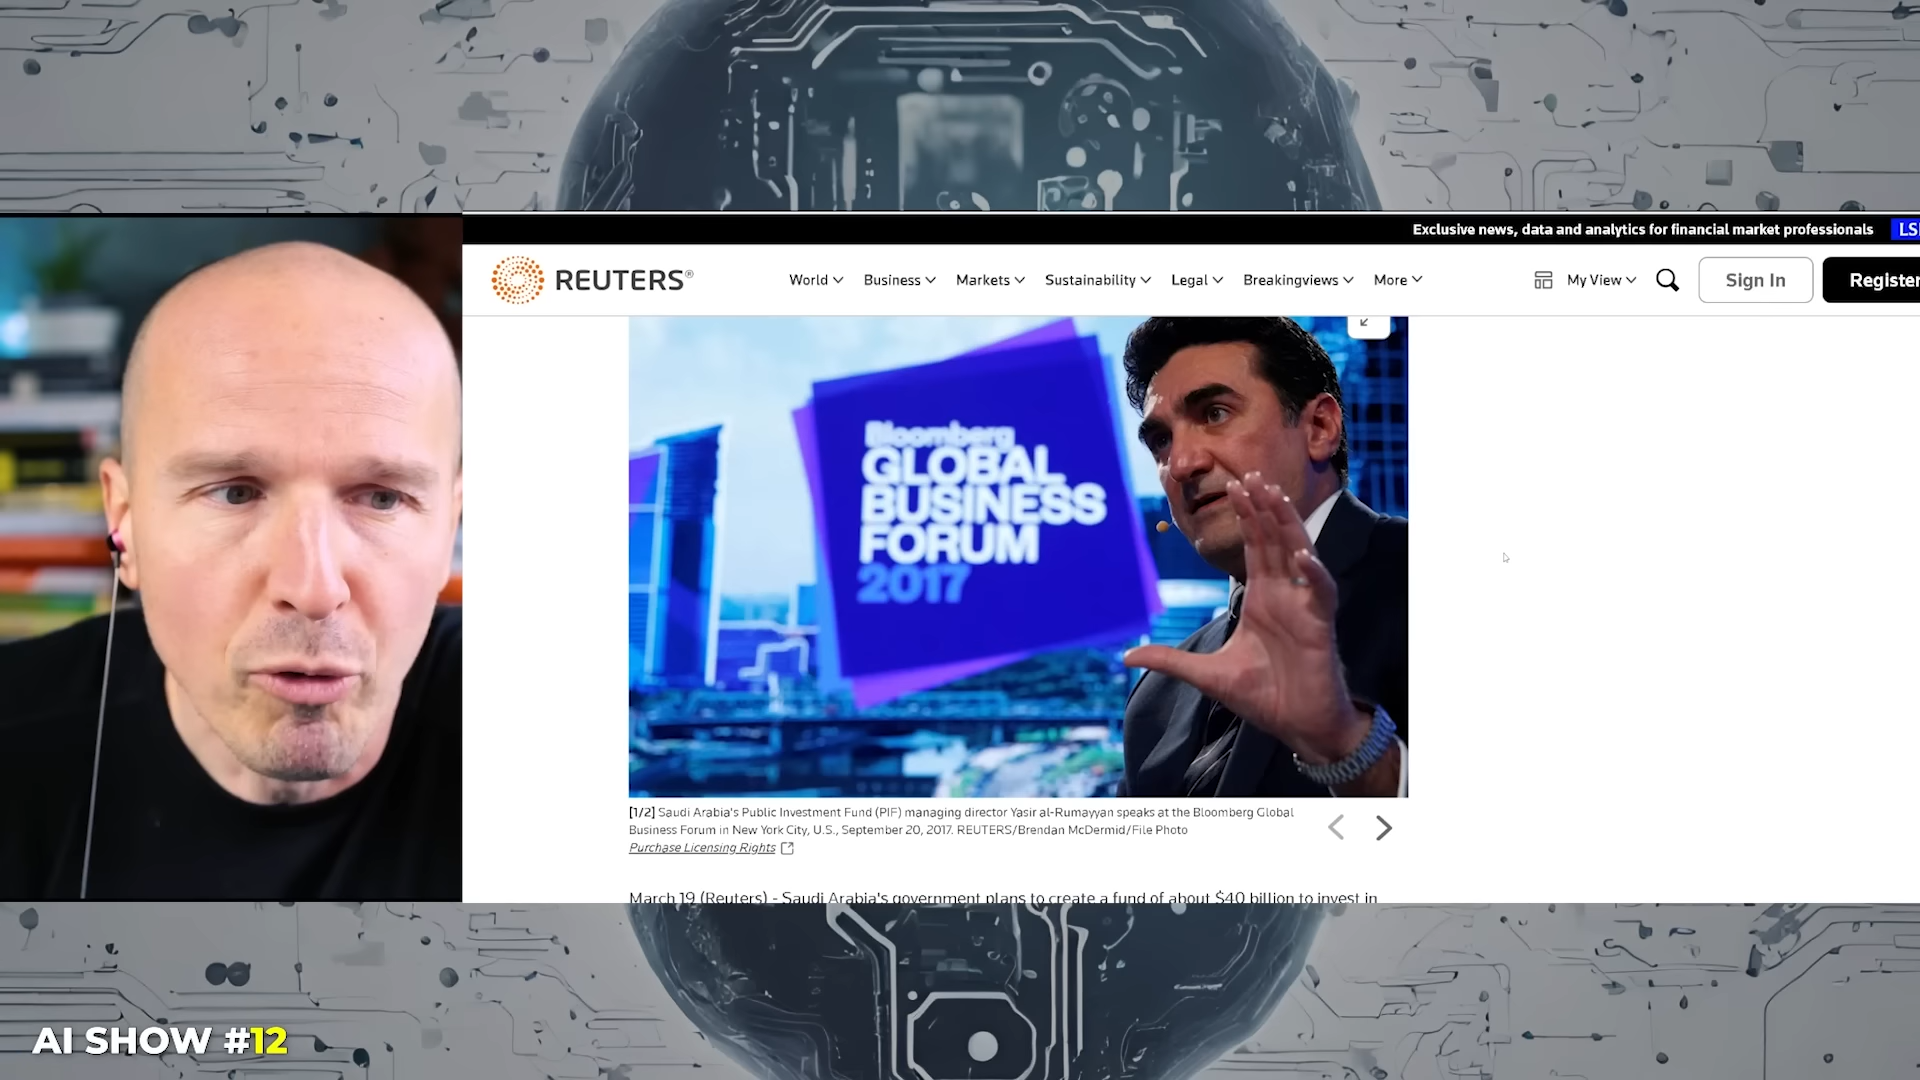 Exclusive news, data and analytics for financial market professionals
REUTERS®
World Business Markets Sustainability Legal Breakingviews More My View Sign In Register
Bloomberg
GLOBAL
BUSINESS
FORUM
2017
[1/2] Saudi Arabia's Public Investment Fund (PIF) managing director Yasir al-Rumayyan speaks at the Bloomberg Global
Business Forum in New York City, U.S., September 20, 2017. REUTERS/Brendan McDermid/File Photo
Purchase Licensing Rights
March 19 (Reuters) - Saudi Arabia's government plans to create a fund of about $40 billion to invest in
AI SHOW #12